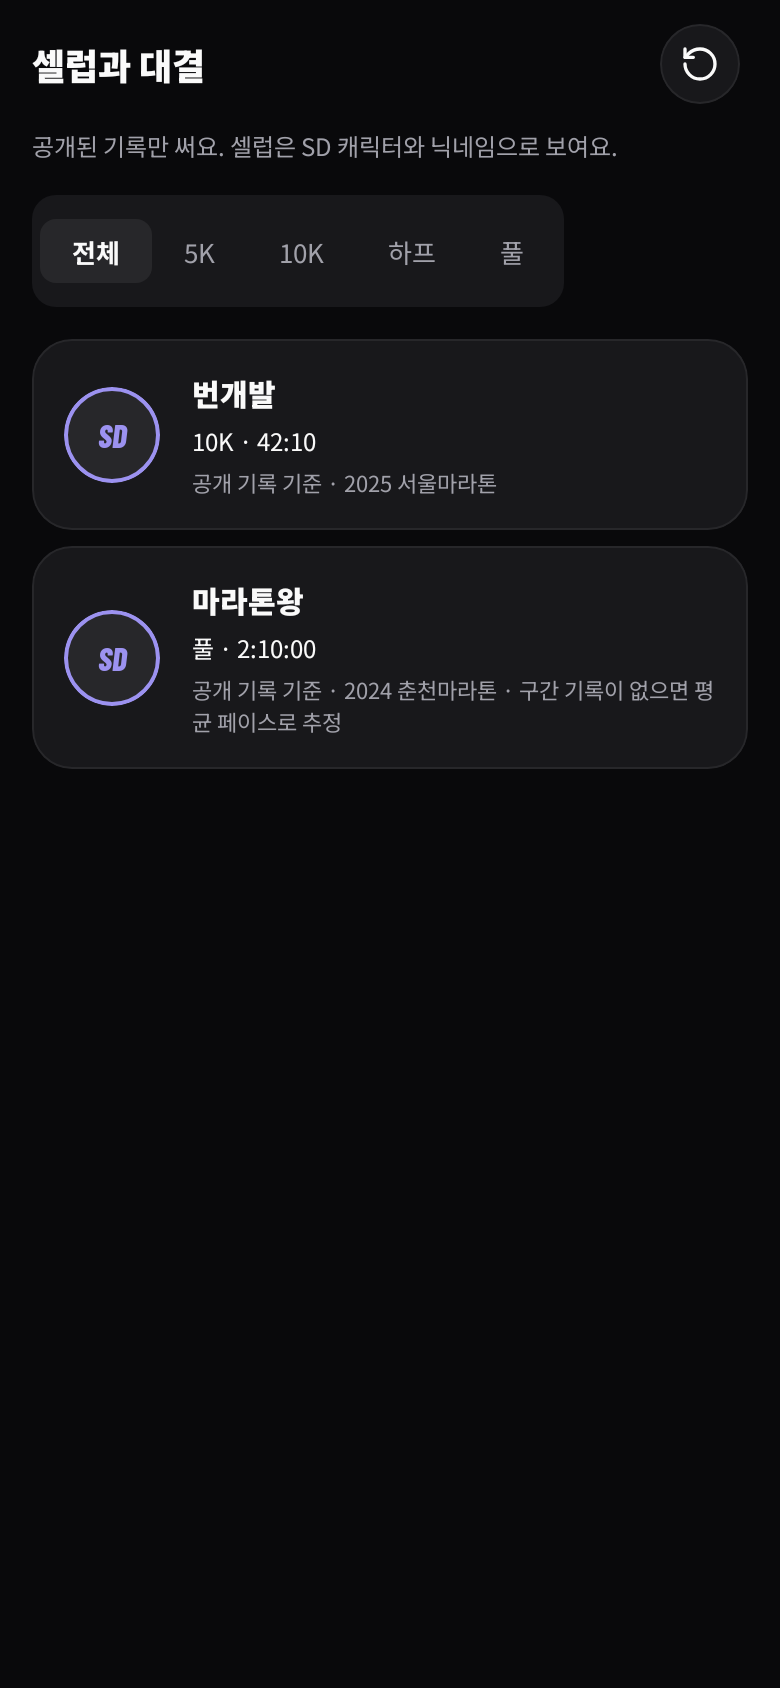 셀럽과 대결
공개된 기록만 써요. 셀럽은 SD 캐릭터와 닉네임으로 보여요.
전체 5K 10K 하프 풀
SD
번개발
10K · 42:10
공개 기록 기준 · 2025 서울마라톤
SD
마라톤왕
풀 · 2:10:00
공개 기록 기준 · 2024 춘천마라톤 · 구간 기록이 없으면 평
균 페이스로 추정